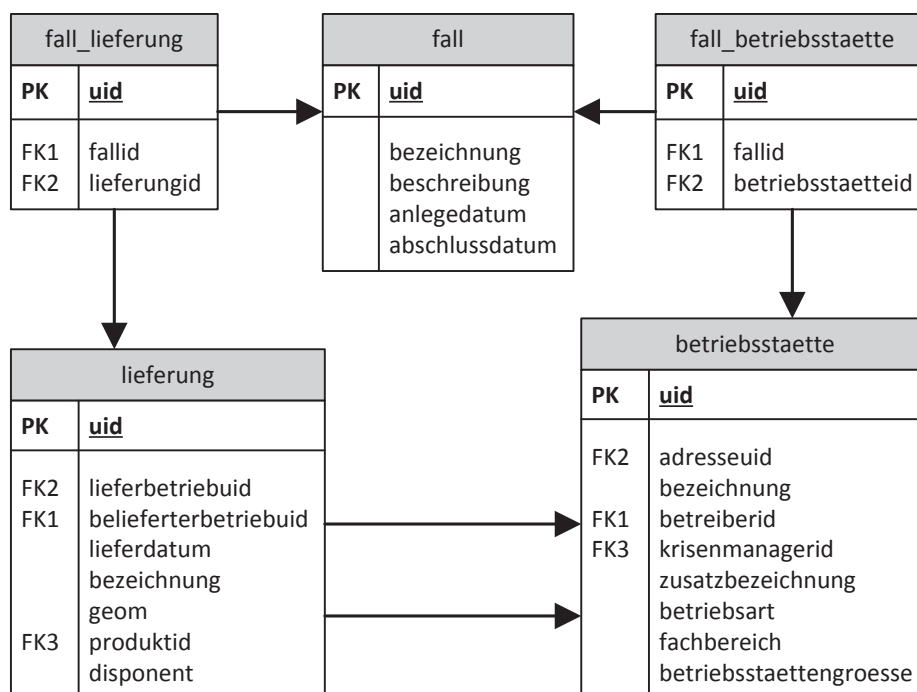 fall_lieferung
PK uid
FK1 fallid
FK2 lieferungid
fall
PK uid
bezeichnung
beschreibung
anlegedatum
abschlussdatum
fall_betriebsstaette
PK uid
FK1 fallid
FK2 betriebsstaetteid
lieferung
PK uid
FK2 lieferbetriebuid
FK1 belieferterbetriebuid
lieferdatum
bezeichnung
geom
FK3 produktid
disponent
betriebsstaette
PK uid
FK2 adresseuid
bezeichnung
FK1 betreiberid
FK3 krisenmanagerid
zusatzbezeichnung
betriebsart
fachbereich
betriebsstaettengroesse